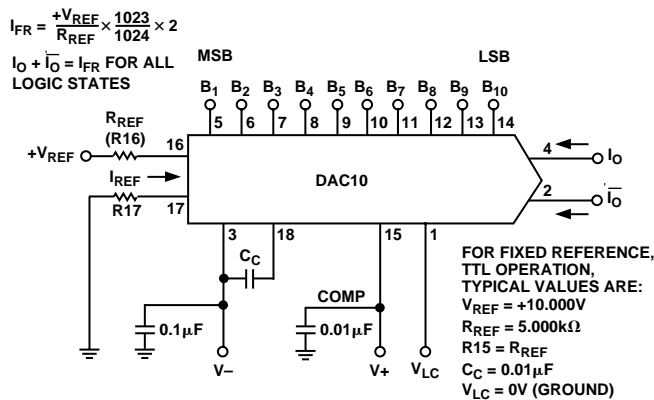 I_FR = +V_REF / R_REF × 1023 / 1024 × 2
I_O + \overline{I_O} = I_FR FOR ALL
LOGIC STATES
MSB LSB
B1 B2 B3 B4 B5 B6 B7 B8 B9 B10
5 6 7 8 9 10 11 12 13 14
R_REF
(R16)
+V_REF 16
I_REF
R17 17
DAC10
4 I_O
2 \overline{I_O}
3 18 15 1
C_C
COMP
0.1µF 0.01µF
V– V+ V_LC
FOR FIXED REFERENCE,
TTL OPERATION,
TYPICAL VALUES ARE:
V_REF = +10.000V
R_REF = 5.000kΩ
R15 = R_REF
C_C = 0.01µF
V_LC = 0V (GROUND)